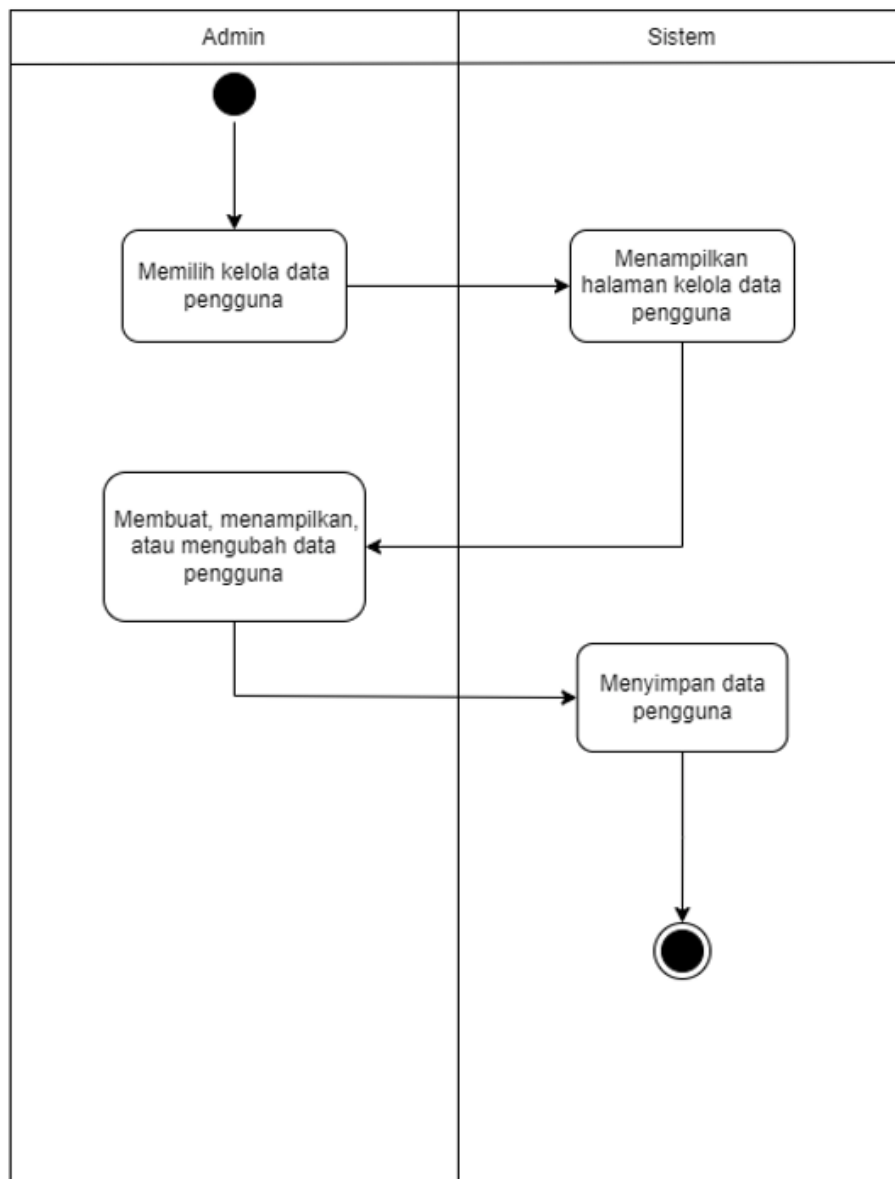 Admin
Sistem
Memilih kelola data
pengguna
Menampilkan
halaman kelola data
pengguna
Membuat, menampilkan,
atau mengubah data
pengguna
Menyimpan data
pengguna